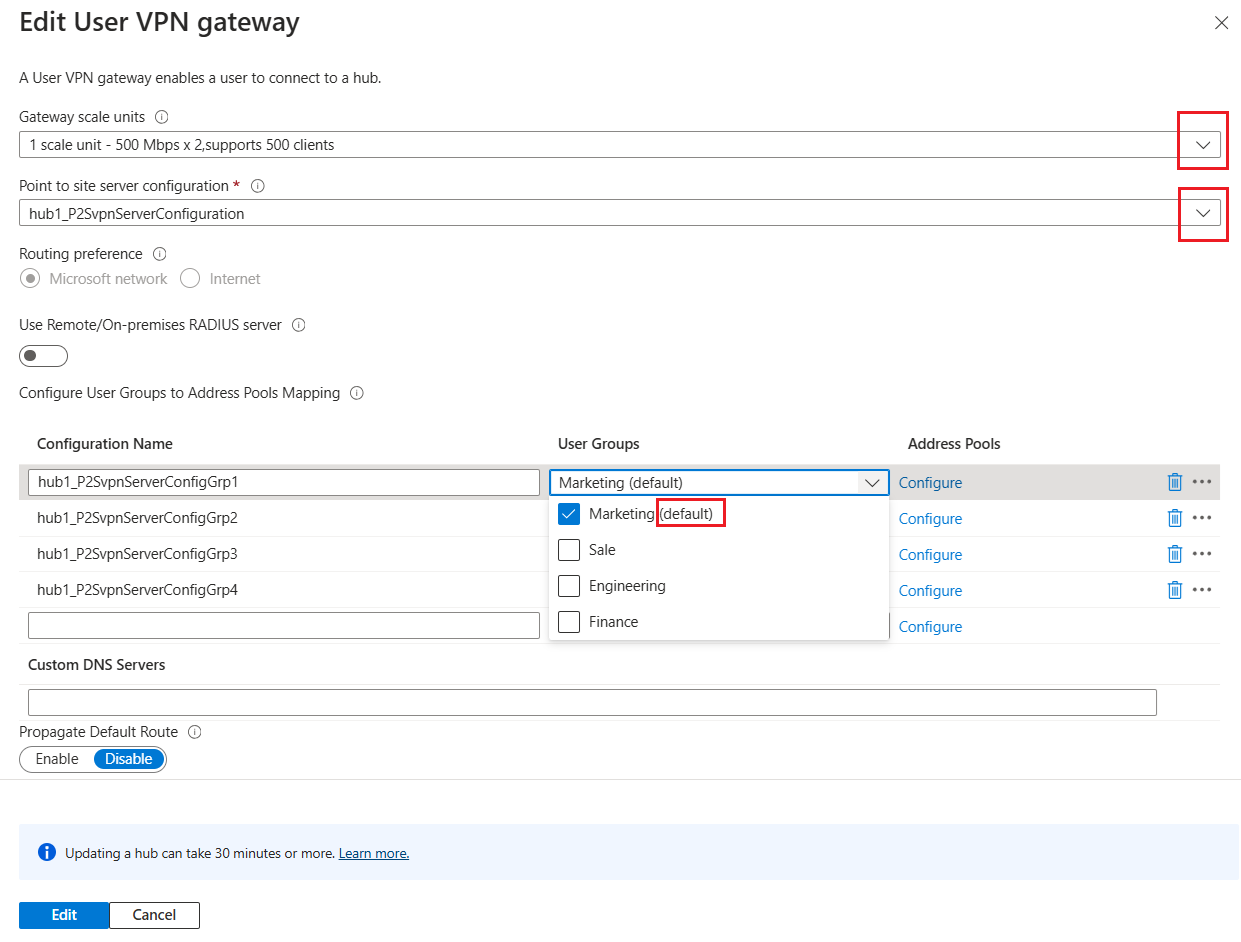 Edit User VPN gateway
A User VPN gateway enables a user to connect to a hub.
Gateway scale units
1 scale unit - 500 Mbps x 2,supports 500 clients
Point to site server configuration *
hub1_P2SvpnServerConfiguration
Routing preference
Microsoft network Internet
Use Remote/On-premises RADIUS server
Configure User Groups to Address Pools Mapping
Configuration Name User Groups Address Pools
hub1_P2SvpnServerConfigGrp1 Marketing (default) Configure
hub1_P2SvpnServerConfigGrp2 Marketing (default) Configure
hub1_P2SvpnServerConfigGrp3 Sale Configure
hub1_P2SvpnServerConfigGrp4 Engineering Configure
Finance Configure
Custom DNS Servers
Propagate Default Route
Enable Disable
Updating a hub can take 30 minutes or more. Learn more.
Edit Cancel